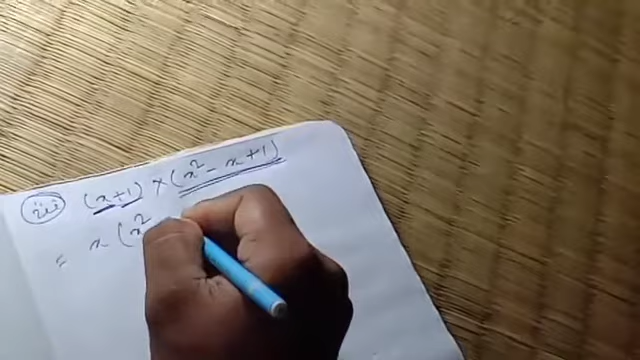 iii (x+1) × (x² - x + 1)
= x (x²